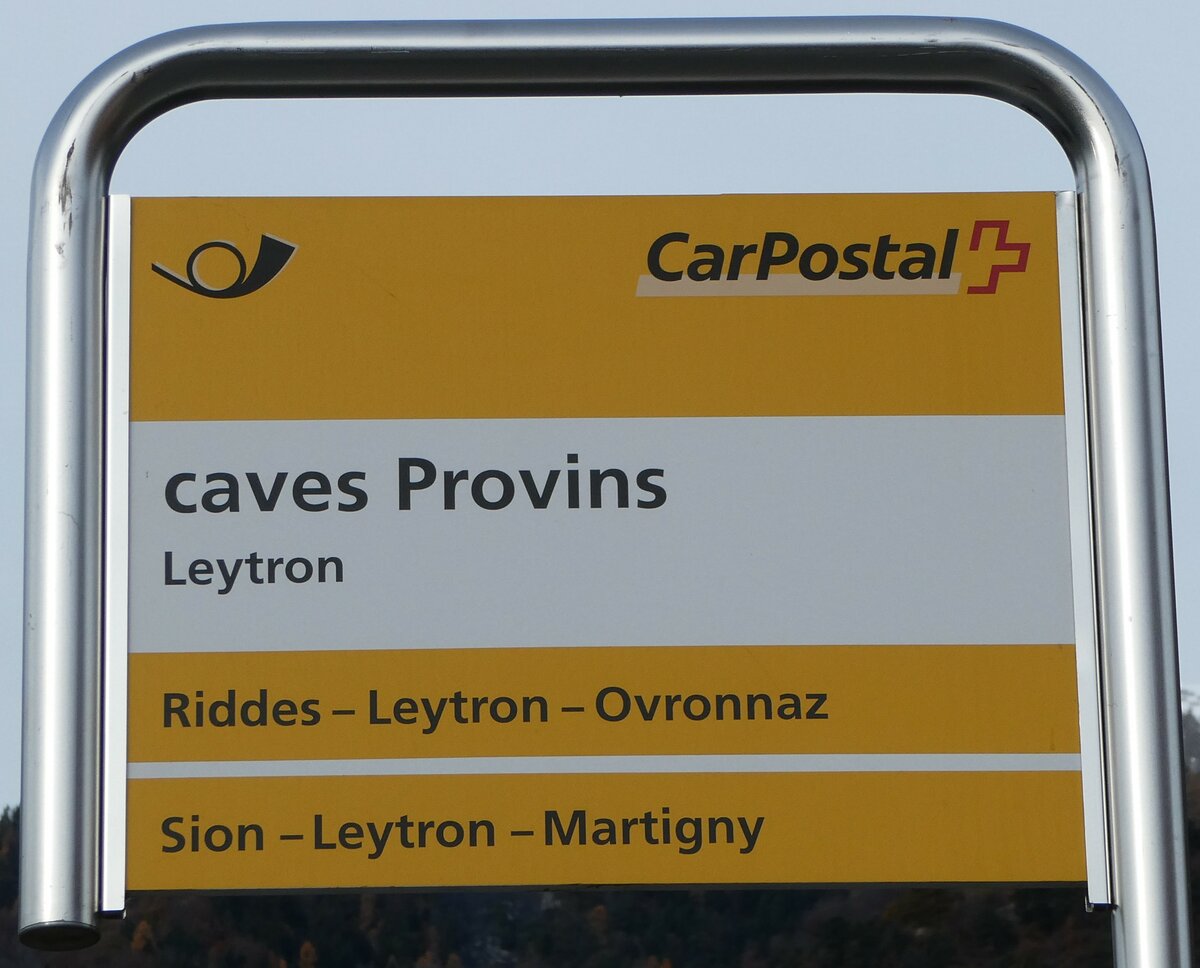 CarPostal
caves Provins
Leytron
Riddes – Leytron – Ovronnaz
Sion – Leytron – Martigny